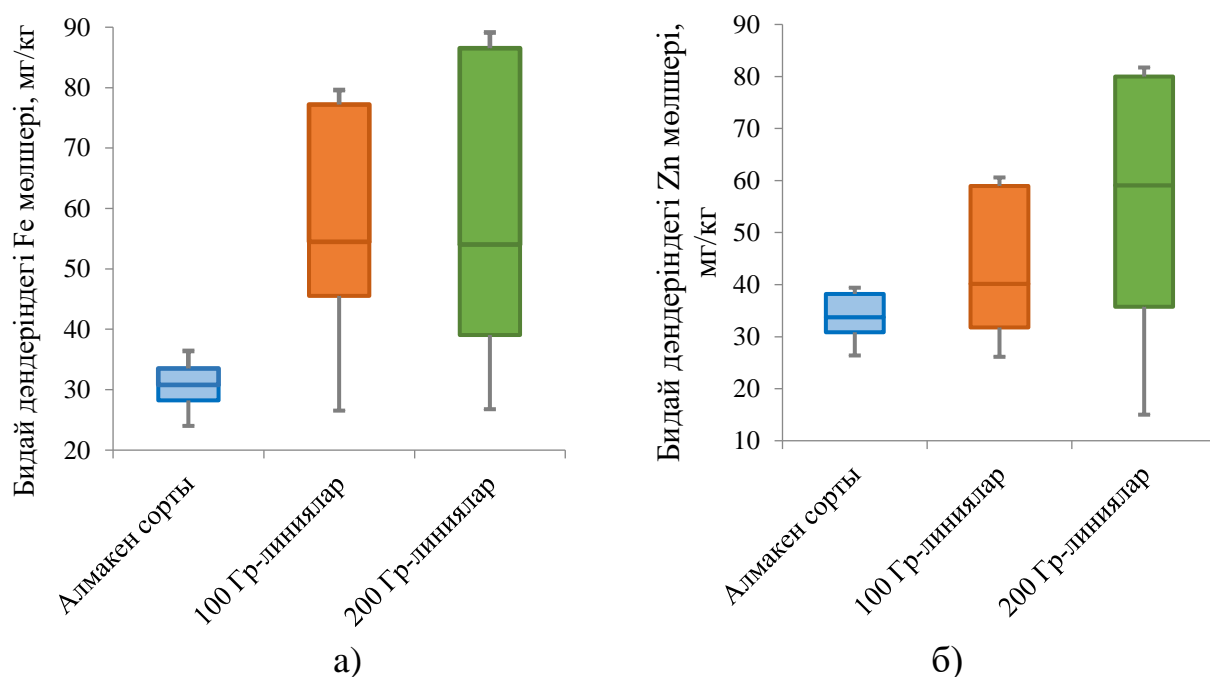 Бидай дәндеріндегі Fe мөлшері, мг/кг
90
80
70
60
50
40
30
20
Алмакен сорты
100 Гр-линиялар
200 Гр-линиялар
а)
Бидай дәндеріндегі Zn мөлшері,
мг/кг
90
80
70
60
50
40
30
20
10
Алмакен сорты
100 Гр-линиялар
200 Гр-линиялар
б)